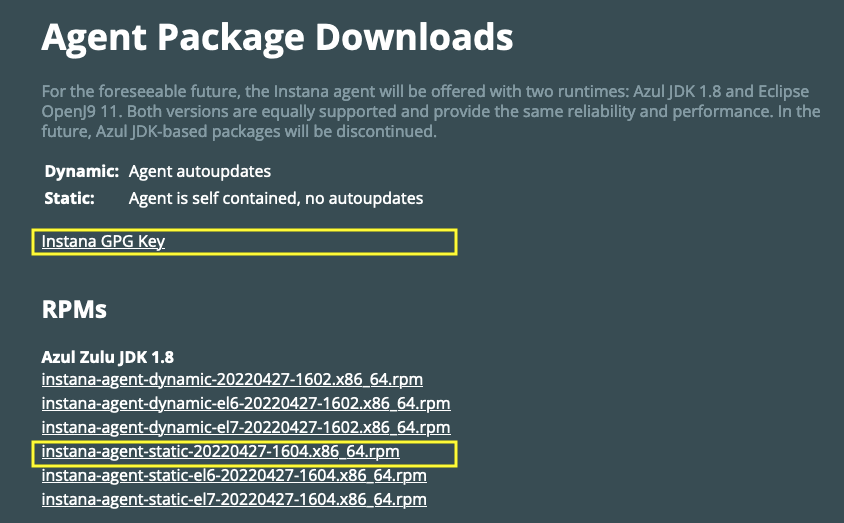 Agent Package Downloads
For the foreseeable future, the Instana agent will be offered with two runtimes: Azul JDK 1.8 and Eclipse
OpenJ9 11. Both versions are equally supported and provide the same reliability and performance. In the
future, Azul JDK-based packages will be discontinued.
Dynamic: Agent autoupdates
Static: Agent is self contained, no autoupdates
Instana GPG Key
RPMs
Azul Zulu JDK 1.8
instana-agent-dynamic-20220427-1602.x86_64.rpm
instana-agent-dynamic-el6-20220427-1602.x86_64.rpm
instana-agent-dynamic-el7-20220427-1602.x86_64.rpm
instana-agent-static-20220427-1604.x86_64.rpm
instana-agent-static-el6-20220427-1604.x86_64.rpm
instana-agent-static-el7-20220427-1604.x86_64.rpm